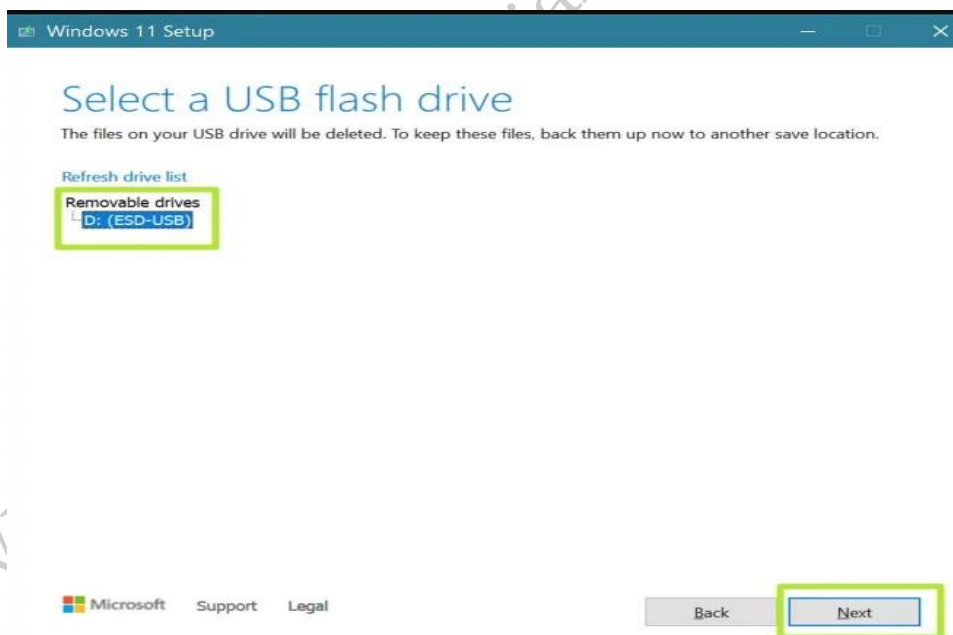 Windows 11 Setup
Select a USB flash drive
The files on your USB drive will be deleted. To keep these files, back them up now to another save location.
Refresh drive list
Removable drives
D: (ESD-USB)
Microsoft Support Legal
Back Next